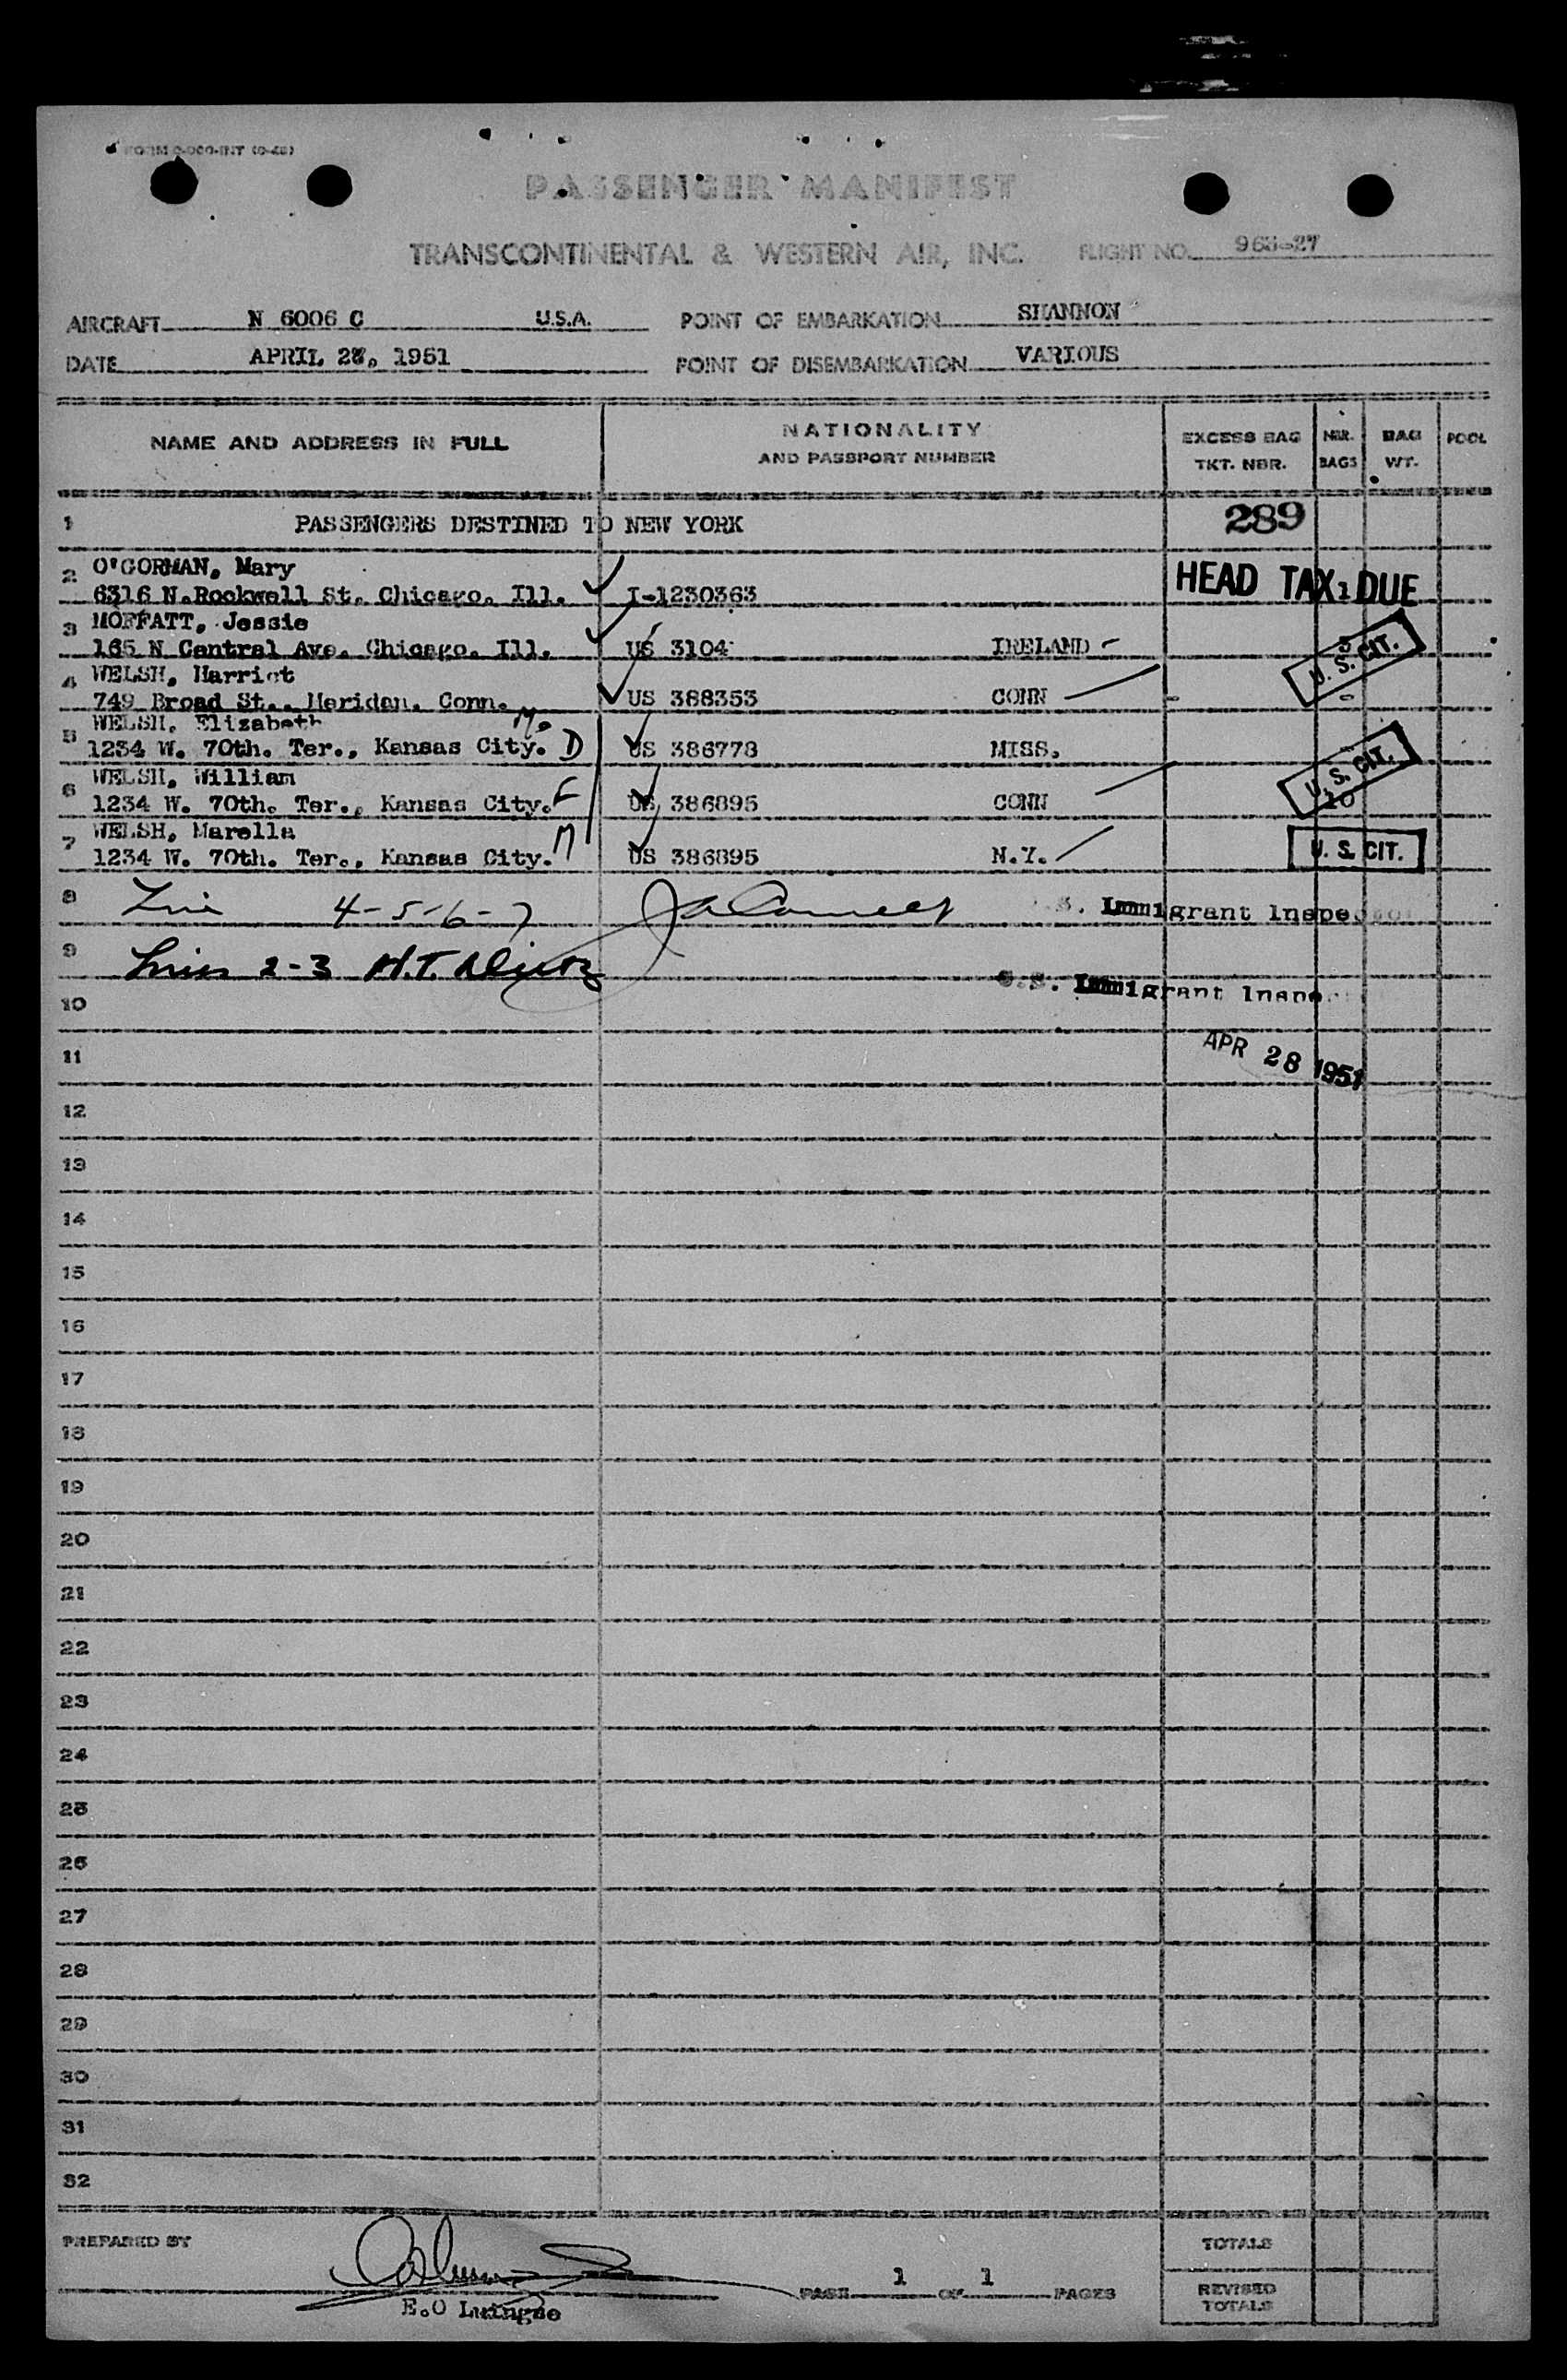 PASSENGER MANIFEST
TRANSCONTINENTAL & WESTERN AIR, INC. FLIGHT NO. 963-27
AIRCRAFT N 6006 C U.S.A. POINT OF EMBARKATION SHANNON
DATE APRIL 1951 POINT OF DISEMBARKATION VARIOUS
NAME AND ADDRESS IN FULL NATIONALITY AND PASSPORT NUMBER EXCESS BAG TKT. NBR. NBR. BAGS BAG WT. POOL
1 PASSENGERS DESTINED TO NEW YORK 289
2 O'GORMAN, Mary
6316 N.Rockwell St. Chicago. Ill. I-1230363 HEAD TAX DUE
3 MOFFATT, Jessie
165 N Central Ave. Chicago. Ill. US 3104 IRELAND U. S. CIT.
4 WELSH, Harriet
749 Broad St.. Meriden. Conn. US 388353 CONN
5 WELSH, Elizabeth Mo
1234 W. 70th. Ter., Kansas City. D US 386778 MISS. U. S. CIT.
6 WELSH, William
1234 W. 70th. Ter., Kansas City. F US 386895 CONN 10
7 WELSH, Marella
1234 W. 70th. Ter., Kansas City. M US 386895 N.Y. U. S. CIT.
8 4-5-6-7 S. Immigrant Inspector
9 Lines 2-3 H.T.
U. S. Immigrant Inspe
10
11 APR 28 1951
12
13
14
15
16
17
18
19
20
21
22
23
24
25
26
27
28
29
30
31
32
PREPARED BY TOTALS
PAGE 1 OF 1 PAGES REVISED TOTALS
E.O